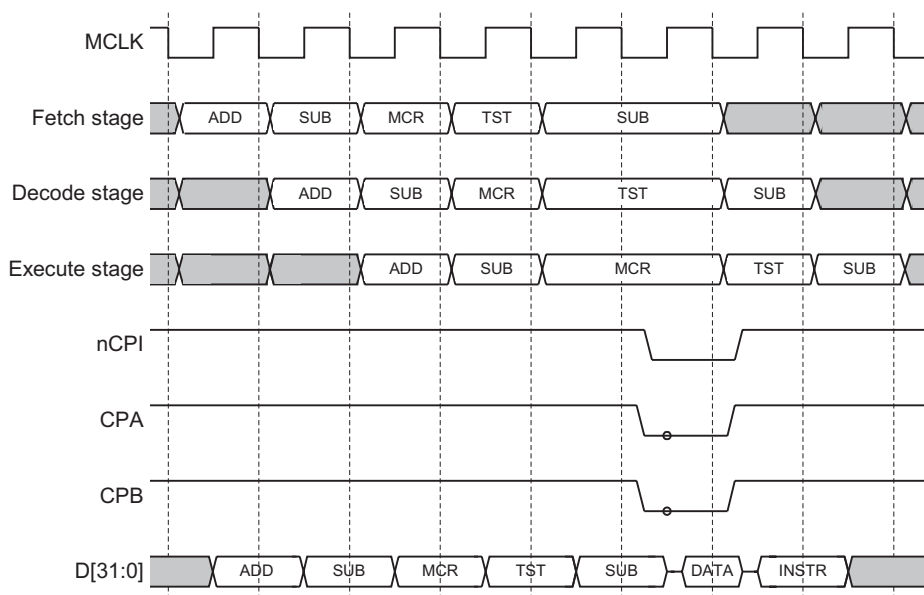 MCLK
Fetch stage ADD SUB MCR TST SUB
Decode stage ADD SUB MCR TST SUB
Execute stage ADD SUB MCR TST SUB
nCPI
CPA
CPB
D[31:0] ADD SUB MCR TST SUB DATA INSTR